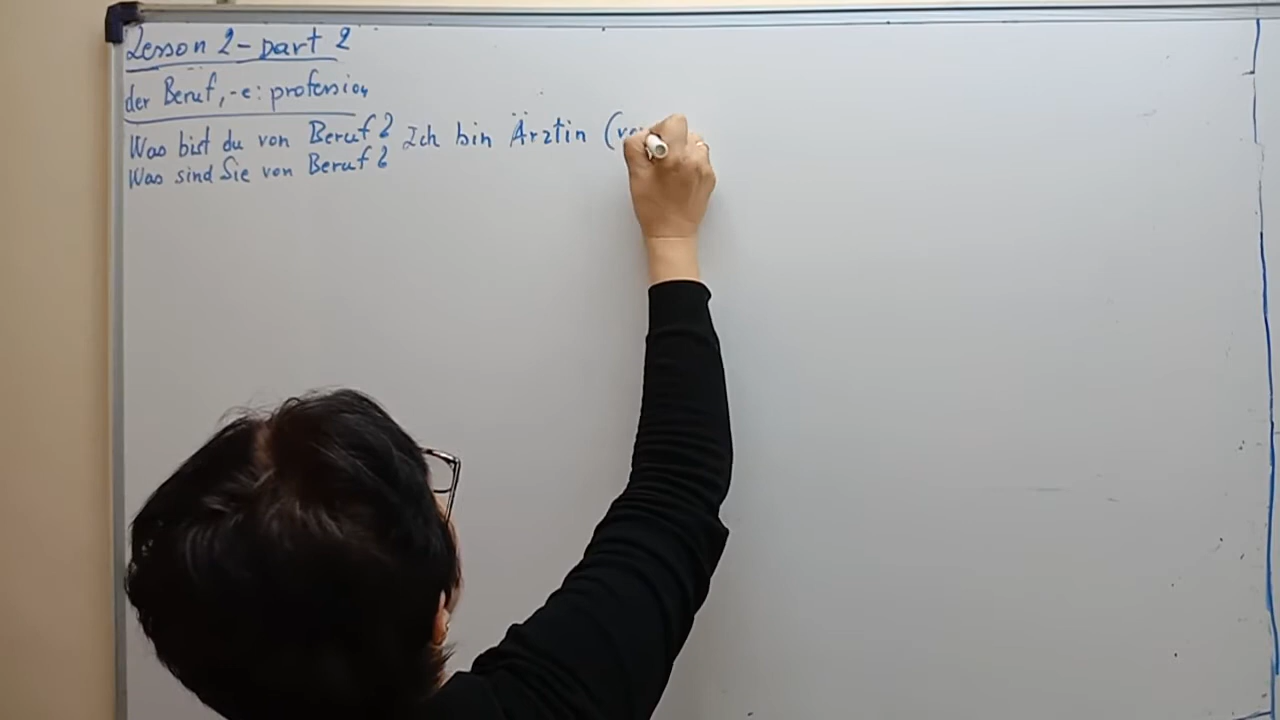 Lesson 2 - part 2
der Beruf, -e: profession
Was bist du von Beruf? Ich bin Ärztin (
Was sind Sie von Beruf?